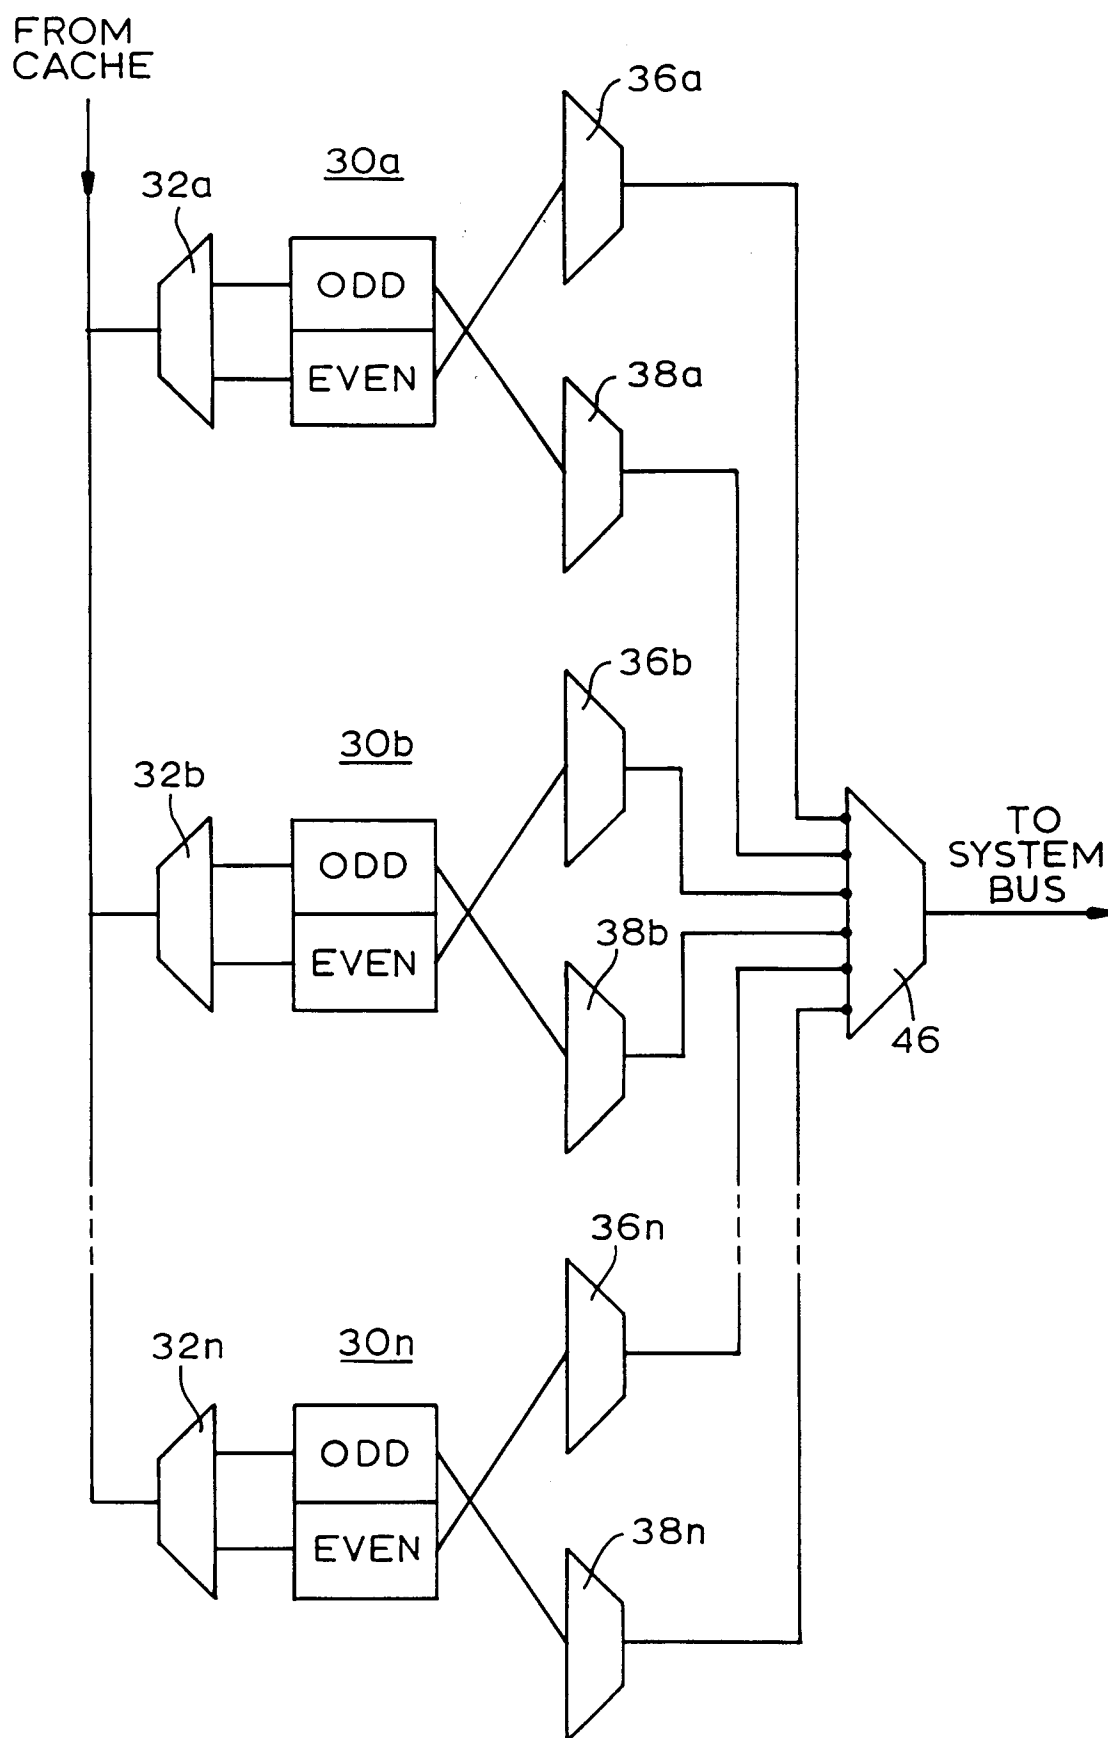 FROM
CACHE
36a
30a
32a
ODD
EVEN
38a
36b
30b
32b
ODD
EVEN
38b
TO
SYSTEM
BUS
46
36n
30n
32n
ODD
EVEN
38n